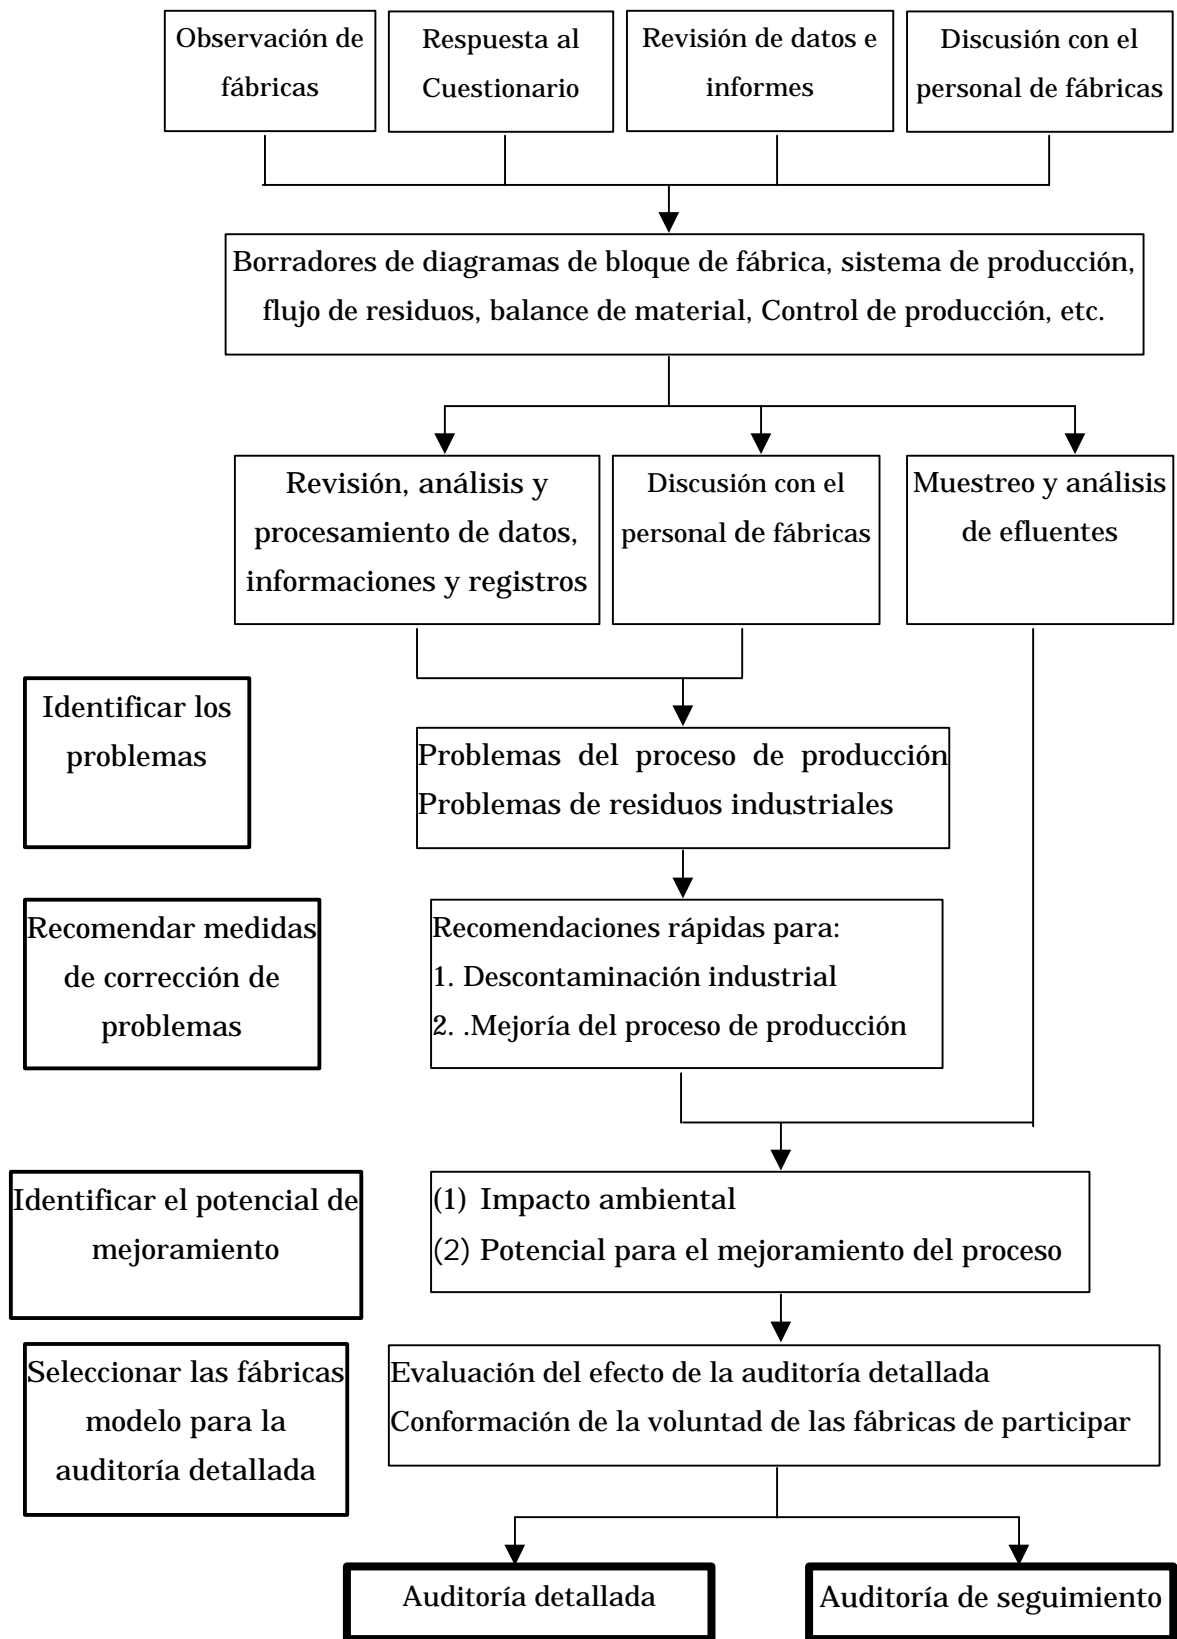 Observación de
fábricas
Respuesta al
Cuestionario
Revisión de datos e
informes
Discusión con el
personal de fábricas
Borradores de diagramas de bloque de fábrica, sistema de producción,
flujo de residuos, balance de material, Control de producción, etc.
Revisión, análisis y
procesamiento de datos,
informaciones y registros
Discusión con el
personal de fábricas
Muestreo y análisis
de efluentes
Identificar los
problemas
Problemas del proceso de producción
Problemas de residuos industriales
Recomendar medidas
de corrección de
problemas
Recomendaciones rápidas para:
1. Descontaminación industrial
2. .Mejoría del proceso de producción
Identificar el potencial de
mejoramiento
(1) Impacto ambiental
(2) Potencial para el mejoramiento del proceso
Seleccionar las fábricas
modelo para la
auditoría detallada
Evaluación del efecto de la auditoría detallada
Conformación de la voluntad de las fábricas de participar
Auditoría detallada
Auditoría de seguimiento